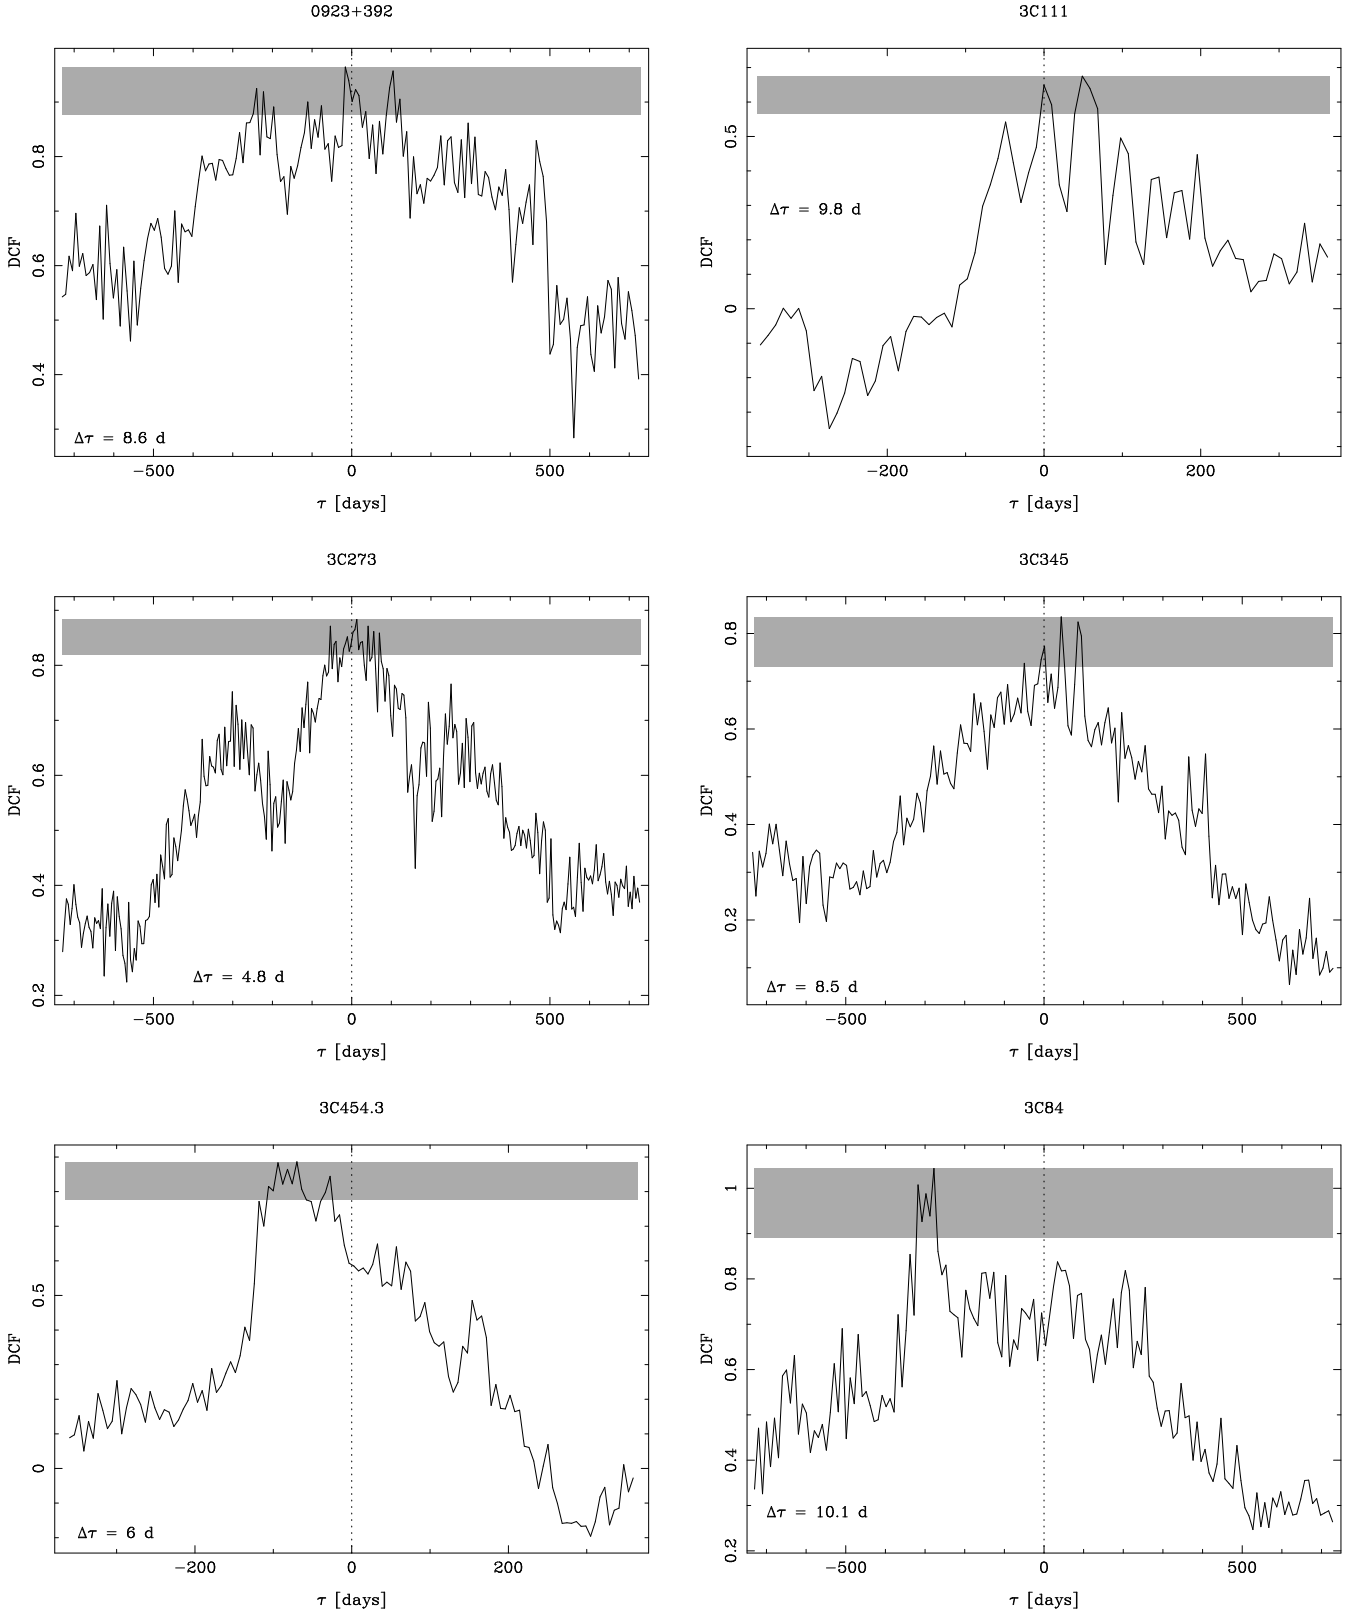 0923+392
DCF
0.4 0.6 0.8
Δτ = 8.6 d
−500 0 500
τ [days]
3C111
DCF
0 0.5
Δτ = 9.8 d
−200 0 200
τ [days]
3C273
DCF
0.2 0.4 0.6 0.8
Δτ = 4.8 d
−500 0 500
τ [days]
3C345
DCF
0.2 0.4 0.6 0.8
Δτ = 8.5 d
−500 0 500
τ [days]
3C454.3
DCF
0 0.5
Δτ = 6 d
−200 0 200
τ [days]
3C84
DCF
0.2 0.4 0.6 0.8 1
Δτ = 10.1 d
−500 0 500
τ [days]